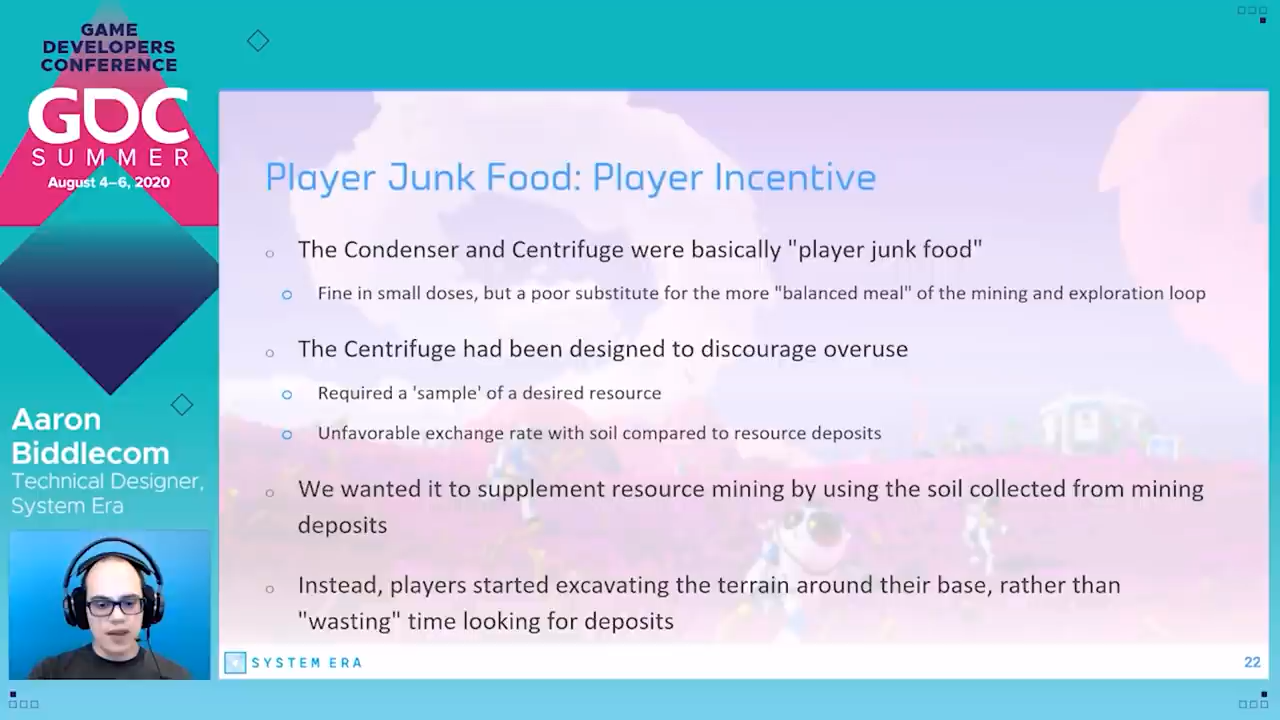 GAME
DEVELOPERS
CONFERENCE
GDC
SUMMER
August 4–6, 2020
Aaron
Biddlecom
Technical Designer,
System Era
Player Junk Food: Player Incentive
The Condenser and Centrifuge were basically "player junk food"
Fine in small doses, but a poor substitute for the more "balanced meal" of the mining and exploration loop
The Centrifuge had been designed to discourage overuse
Required a 'sample' of a desired resource
Unfavorable exchange rate with soil compared to resource deposits
We wanted it to supplement resource mining by using the soil collected from mining
deposits
Instead, players started excavating the terrain around their base, rather than
"wasting" time looking for deposits
SYSTEM ERA
22